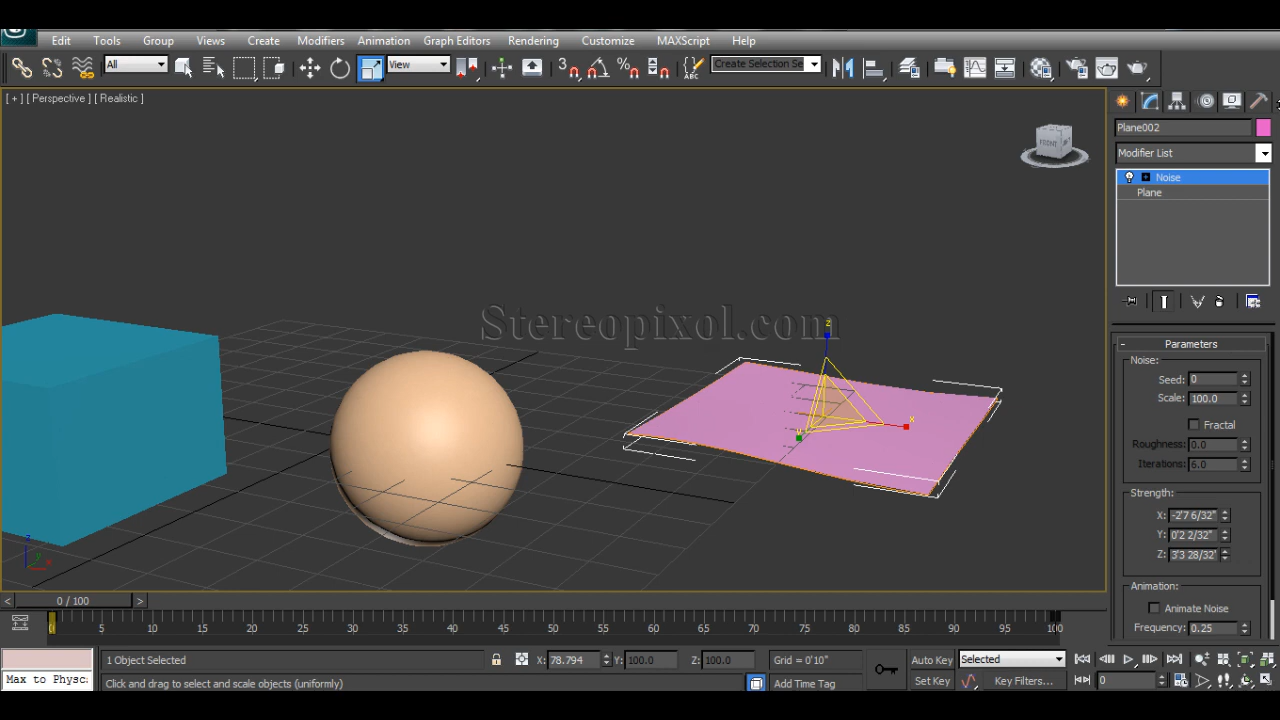 Edit Tools Group Views Create Modifiers Animation Graph Editors Rendering Customize MAXScript Help
All View 3 % ABC Create Selection Se
[ + ] [ Perspective ] [ Realistic ]
FRONT
Stereopixol.com
z
x
z
x
y
Plane002
Modifier List
Noise
Plane
- Parameters
Noise:
Seed: 0
Scale: 100.0
Fractal
Roughness: 0.0
Iterations: 6.0
Strength:
X: -2'7 6/32"
Y: 0'2 2/32"
Z: 3'3 28/32"
Animation:
Animate Noise
Frequency: 0.25
< 0 / 100 >
0 5 10 15 20 25 30 35 40 45 50 55 60 65 70 75 80 85 90 95 100
1 Object Selected X: 78.794 Y: 100.0 Z: 100.0 Grid = 0'10" Auto Key Selected
Max to Physc Click and drag to select and scale objects (uniformly) Add Time Tag Set Key Key Filters... 0